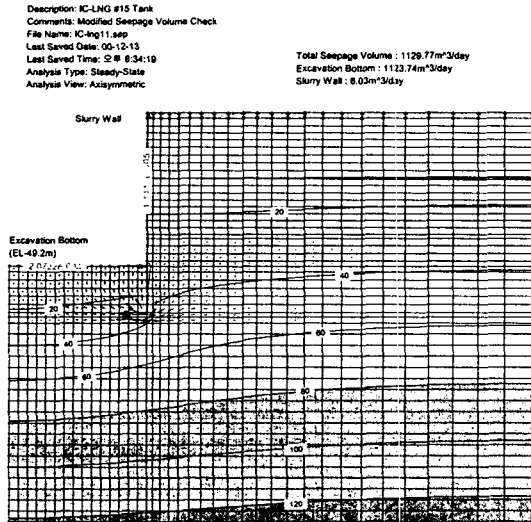 Description: IC-LNG #15 Tank
Comments: Modified Seepage Volume Check
File Name: IC-lng11.sep
Last Saved Date: 00-12-13
Last Saved Time: 오후 6:34:19
Analysis Type: Steady-State
Analysis View: Axisymmetric
Total Seepage Volume : 1129.77m^3/day
Excavation Bottom : 1123.74m^3/day
Slurry Wall : 6.03m^3/day
Slurry Wall
20
Excavation Bottom
(EL-49.2m)
40
20
40
60
60
80
100
120